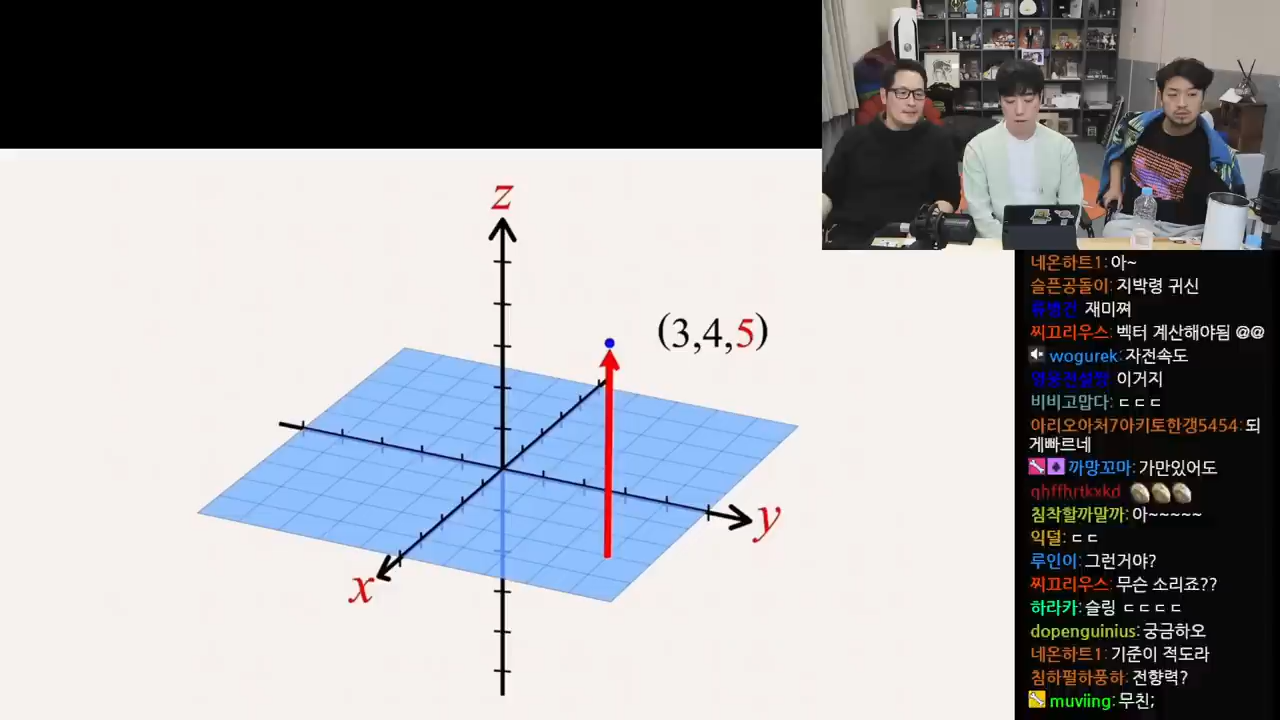 z
(3,4,5)
y
x
네온하트1: 아~
슬픈공돌이: 지박령 귀신
류병건 재미쪄
찌끄리우스: 벡터 계산해야됨 @@
wogurek: 자전속도
이거지
비비고맙다: ㄷㄷㄷ
아리오아처7아키토한갱5454: 되
게빠르네
까망꼬마: 가만있어도
qhffhrtkxkd
침착할까말까: 아~~~~~
익덜: ㄷㄷ
루인이: 그런거야?
찌끄리우스: 무슨 소리죠??
하라카: 슬링 ㄷㄷㄷㄷ
dopenguinius: 궁금하오
네온하트1: 기준이 적도라
침하펄하풍하: 전향력?
muviing: 무친;